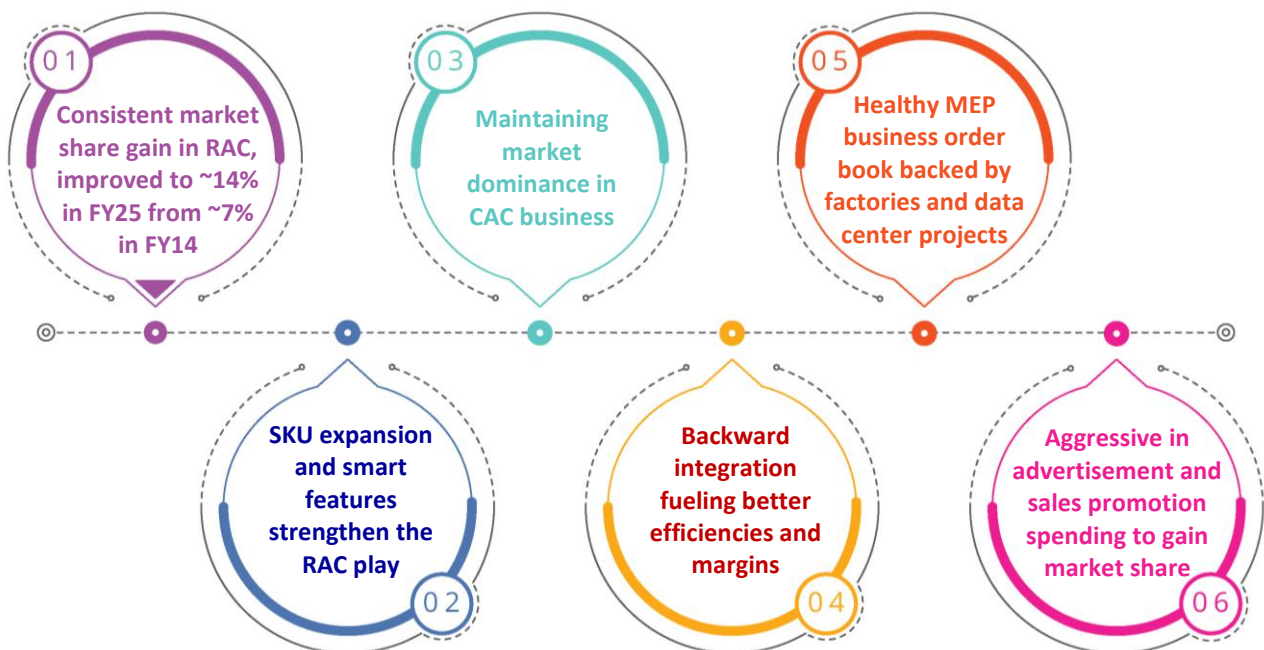 01
Consistent market
share gain in RAC,
improved to ~14%
in FY25 from ~7%
in FY14
02
SKU expansion
and smart
features
strengthen the
RAC play
03
Maintaining
market
dominance in
CAC business
04
Backward
integration
fueling better
efficiencies and
margins
05
Healthy MEP
business order
book backed by
factories and data
center projects
06
Aggressive in
advertisement and
sales promotion
spending to gain
market share